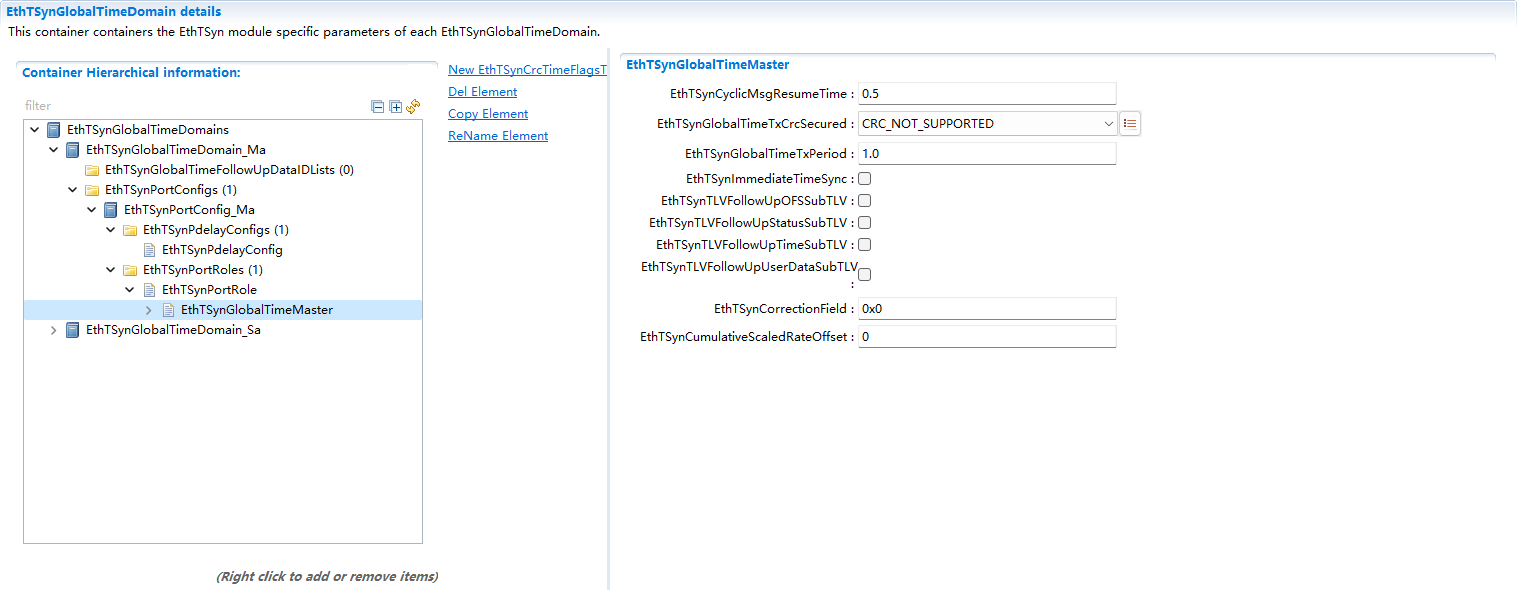 EthTSynGlobalTimeDomain details
This container containers the EthTSyn module specific parameters of each EthTSynGlobalTimeDomain.
Container Hierarchical information:
filter
EthTSynGlobalTimeDomains
EthTSynGlobalTimeDomain_Ma
EthTSynGlobalTimeFollowUpDataIDLists (0)
EthTSynPortConfigs (1)
EthTSynPortConfig_Ma
EthTSynPdelayConfigs (1)
EthTSynPdelayConfig
EthTSynPortRoles (1)
EthTSynPortRole
EthTSynGlobalTimeMaster
EthTSynGlobalTimeDomain_Sa
(Right click to add or remove items)
New EthTSynCrcTimeFlagsT
Del Element
Copy Element
ReName Element
EthTSynGlobalTimeMaster
EthTSynCyclicMsgResumeTime : 0.5
EthTSynGlobalTimeTxCrcSecured : CRC_NOT_SUPPORTED
EthTSynGlobalTimeTxPeriod : 1.0
EthTSynImmediateTimeSync :
EthTSynTLVFollowUpOFSSubTLV :
EthTSynTLVFollowUpStatusSubTLV :
EthTSynTLVFollowUpTimeSubTLV :
EthTSynTLVFollowUpUserDataSubTLV
:
EthTSynCorrectionField : 0x0
EthTSynCumulativeScaledRateOffset : 0